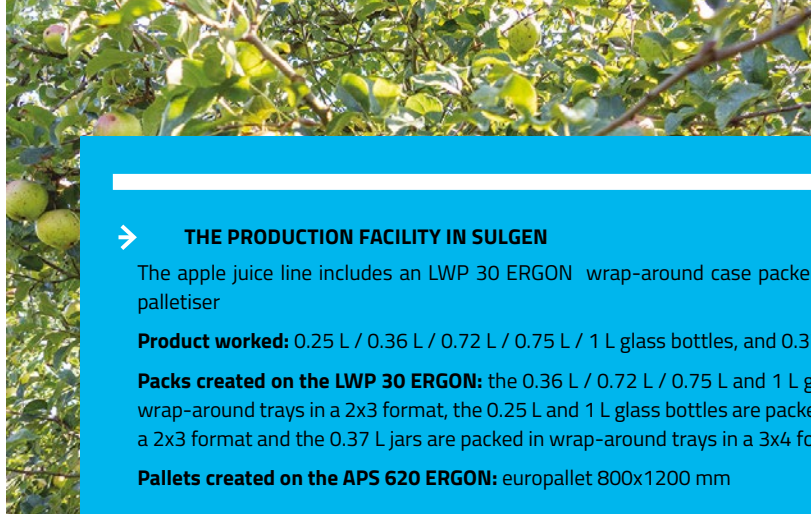 THE PRODUCTION FACILITY IN SULGEN
The apple juice line includes an LWP 30 ERGON wrap-around case packe
palletiser
Product worked: 0.25 L / 0.36 L / 0.72 L / 0.75 L / 1 L glass bottles, and 0.3
Packs created on the LWP 30 ERGON: the 0.36 L / 0.72 L / 0.75 L and 1 L g
wrap-around trays in a 2x3 format, the 0.25 L and 1 L glass bottles are packe
a 2x3 format and the 0.37 L jars are packed in wrap-around trays in a 3x4 fo
Pallets created on the APS 620 ERGON: europallet 800x1200 mm